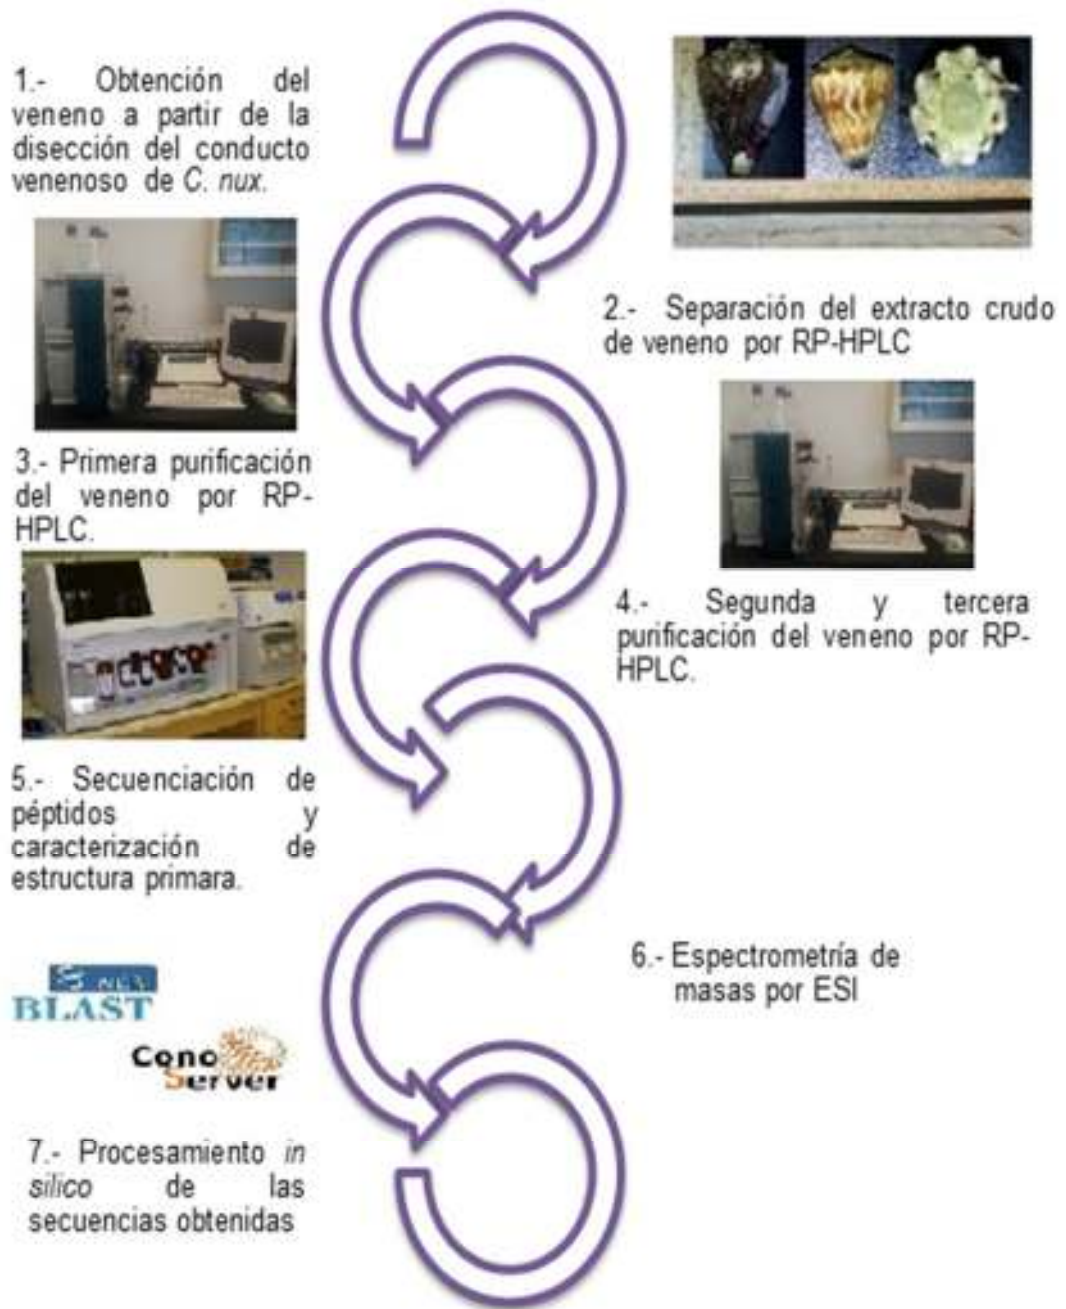 1.- Obtención del
veneno a partir de la
disección del conducto
venenoso de C. nux.
2.- Separación del extracto crudo
de veneno por RP-HPLC
3.- Primera purificación
del veneno por RP-
HPLC.
4.- Segunda y tercera
purificación del veneno por RP-
HPLC.
5.- Secuenciación de
péptidos y
caracterización de
estructura primara.
6.- Espectrometría de
masas por ESI
BLAST
Cono
Server
7.- Procesamiento in
silico de las
secuencias obtenidas